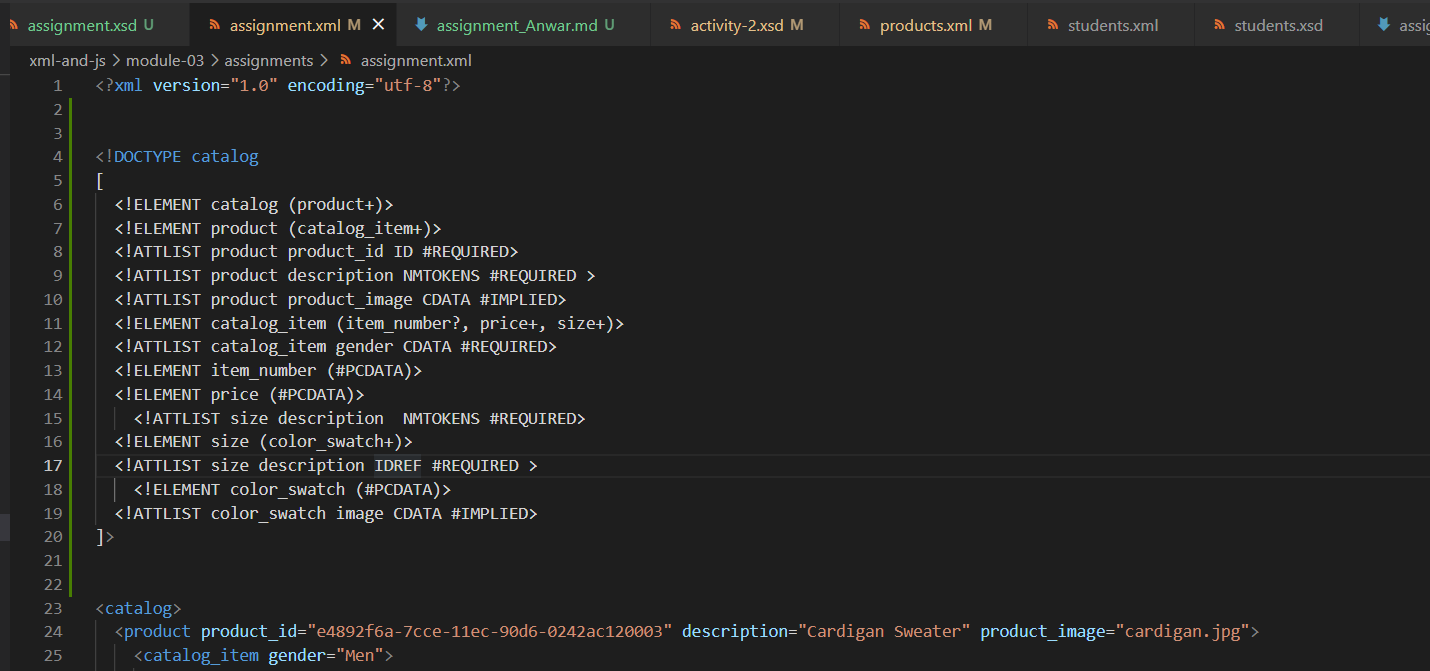 assignment.xsd U assignment.xml M assignment_Anwar.md U activity-2.xsd M products.xml M students.xml students.xsd assig
xml-and-js > module-03 > assignments > assignment.xml
1 <?xml version="1.0" encoding="utf-8"?>
2
3
4 <!DOCTYPE catalog
5 [
6 <!ELEMENT catalog (product+)>
7 <!ELEMENT product (catalog_item+)>
8 <!ATTLIST product product_id ID #REQUIRED>
9 <!ATTLIST product description NMTOKENS #REQUIRED >
10 <!ATTLIST product product_image CDATA #IMPLIED>
11 <!ELEMENT catalog_item (item_number?, price+, size+)>
12 <!ATTLIST catalog_item gender CDATA #REQUIRED>
13 <!ELEMENT item_number (#PCDATA)>
14 <!ELEMENT price (#PCDATA)>
15 <!ATTLIST size description  NMTOKENS #REQUIRED>
16 <!ELEMENT size (color_swatch+)>
17 <!ATTLIST size description IDREF #REQUIRED >
18 <!ELEMENT color_swatch (#PCDATA)>
19 <!ATTLIST color_swatch image CDATA #IMPLIED>
20 ]>
21
22
23 <catalog>
24 <product product_id="e4892f6a-7cce-11ec-90d6-0242ac120003" description="Cardigan Sweater" product_image="cardigan.jpg">
25 <catalog_item gender="Men">